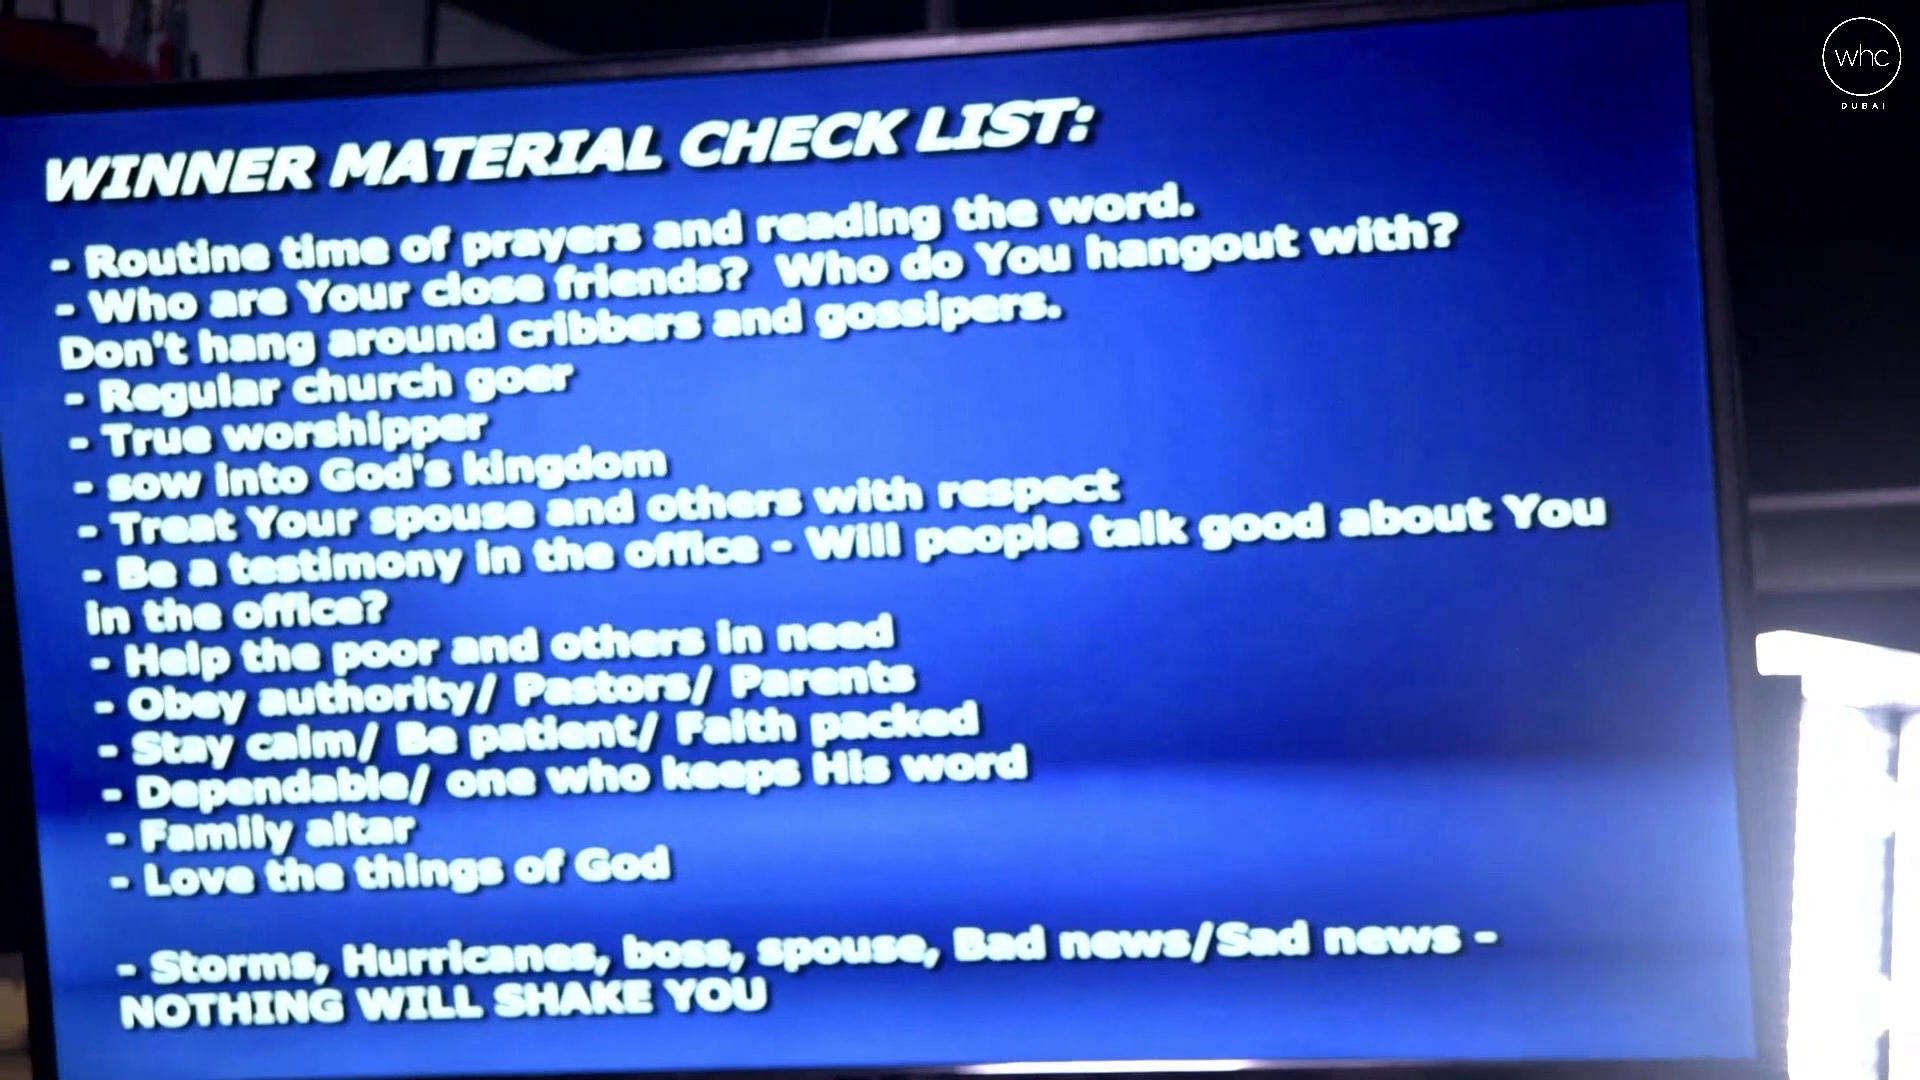 whc
DUBAI
WINNER MATERIAL CHECK LIST:
- Routine time of prayers and reading the word.
- Who are Your close friends?  Who do You hangout with?
Don't hang around cribbers and gossipers.
- Regular church goer
- True worshipper
- sow into God's kingdom
- Treat Your spouse and others with respect
- Be a testimony in the office - Will people talk good about You
in the office?
- Help the poor and others in need
- Obey authority/ Pastors/ Parents
- Stay calm/ Be patient/ Faith packed
- Dependable/ one who keeps His word
- Family altar
- Love the things of God
- Storms, Hurricanes, boss, spouse, Bad news/Sad news -
NOTHING WILL SHAKE YOU